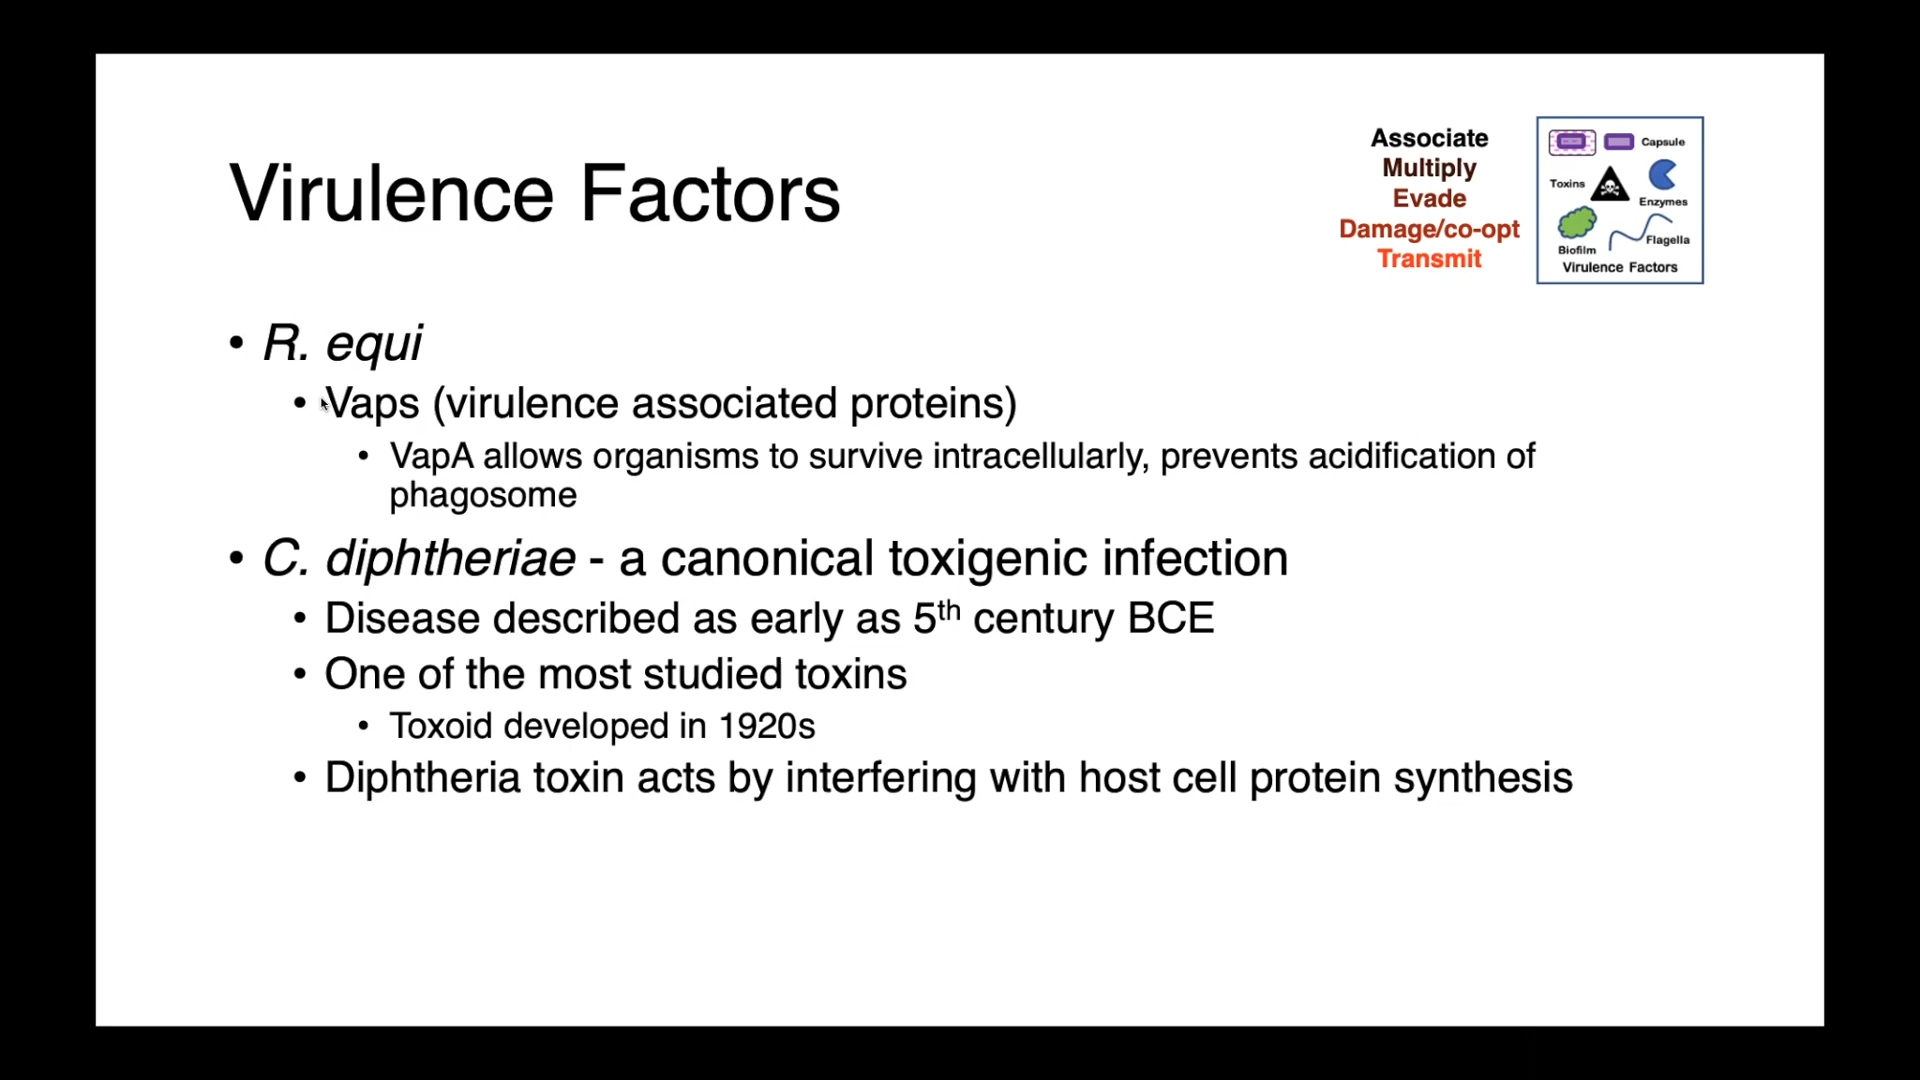 Virulence Factors
Associate
Multiply
Evade
Damage/co-opt
Transmit
Capsule
Toxins
Enzymes
Biofilm
Flagella
Virulence Factors
• R. equi
• Vaps (virulence associated proteins)
• VapA allows organisms to survive intracellularly, prevents acidification of
phagosome
• C. diphtheriae - a canonical toxigenic infection
• Disease described as early as 5th century BCE
• One of the most studied toxins
• Toxoid developed in 1920s
• Diphtheria toxin acts by interfering with host cell protein synthesis